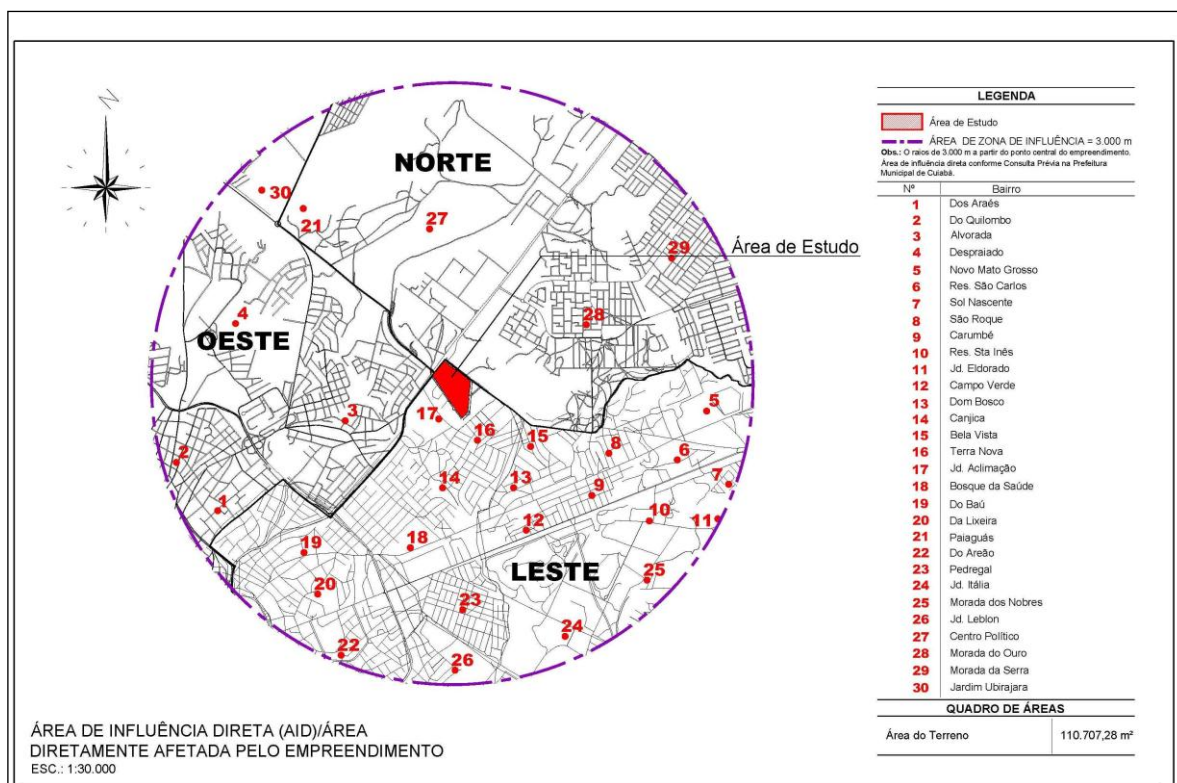 N
NORTE
30
21
27
29
Área de Estudo
28
4
OESTE
3
17
5
16
15
8
6
2
7
14
13
9
1
10
11
12
18
19
LESTE
25
20
23
24
22
26
ÁREA DE INFLUÊNCIA DIRETA (AID)/ÁREA
DIRETAMENTE AFETADA PELO EMPREENDIMENTO
ESC.: 1:30.000
LEGENDA
Área de Estudo
ÁREA DE ZONA DE INFLUÊNCIA = 3.000 m
Obs.: O raios de 3.000 m a partir do ponto central do empreendimento.
Área de influência direta conforme Consulta Prévia na Prefeitura
Municipal de Cuiabá.
Nº Bairro
1 Dos Araés
2 Do Quilombo
3 Alvorada
4 Despraiado
5 Novo Mato Grosso
6 Res. São Carlos
7 Sol Nascente
8 São Roque
9 Carumbé
10 Res. Sta Inês
11 Jd. Eldorado
12 Campo Verde
13 Dom Bosco
14 Canjica
15 Bela Vista
16 Terra Nova
17 Jd. Aclimação
18 Bosque da Saúde
19 Do Baú
20 Da Lixeira
21 Paiaguás
22 Do Areão
23 Pedregal
24 Jd. Itália
25 Morada dos Nobres
26 Jd. Leblon
27 Centro Político
28 Morada do Ouro
29 Morada da Serra
30 Jardim Ubirajara
QUADRO DE ÁREAS
Área do Terreno 110.707,28 m²